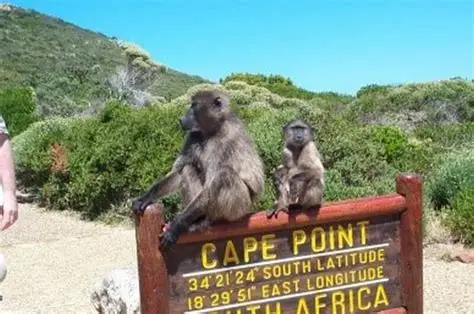 CAPE POINT
34° 21' 24" SOUTH LATITUDE
18° 29' 51" EAST LONGITUDE
SOUTH AFRICA